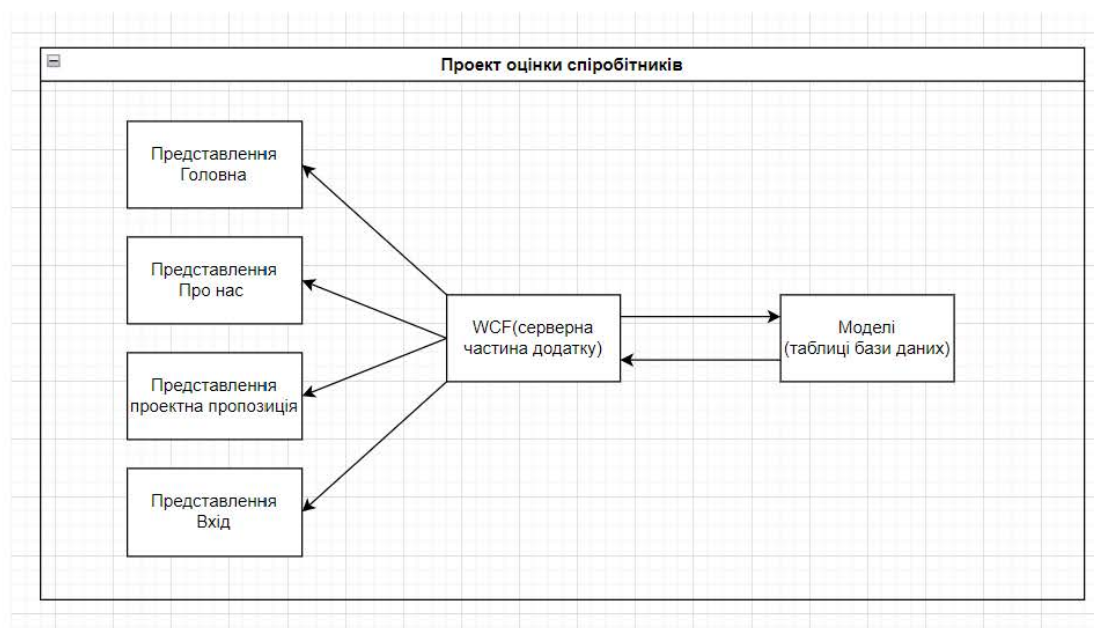 Проект оцінки спіробітників
Представлення
Головна
Представлення
Про нас
Представлення
проектна пропозиція
Представлення
Вхід
WCF(серверна
частина додатку)
Моделі
(таблиці бази даних)